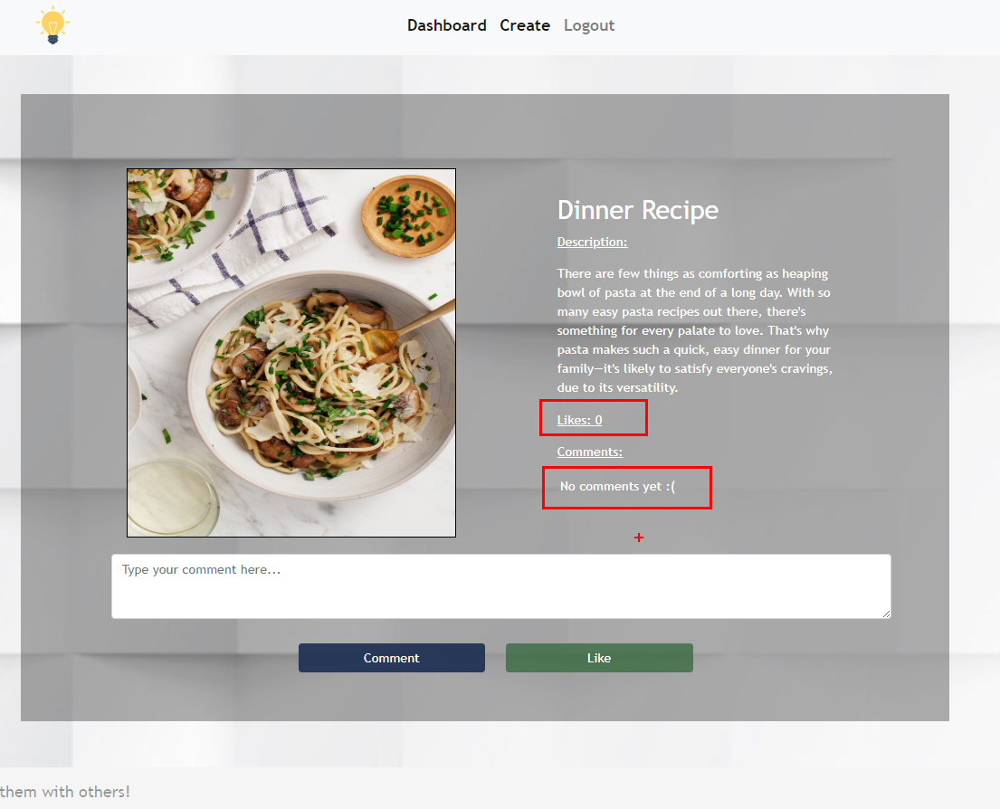 Dashboard Create Logout
Dinner Recipe
Description:
There are few things as comforting as heaping
bowl of pasta at the end of a long day. With so
many easy pasta recipes out there, there's
something for every palate to love. That's why
pasta makes such a quick, easy dinner for your
family—it's likely to satisfy everyone's cravings,
due to its versatility.
Likes: 0
Comments:
No comments yet :(
Type your comment here...
Comment Like
them with others!